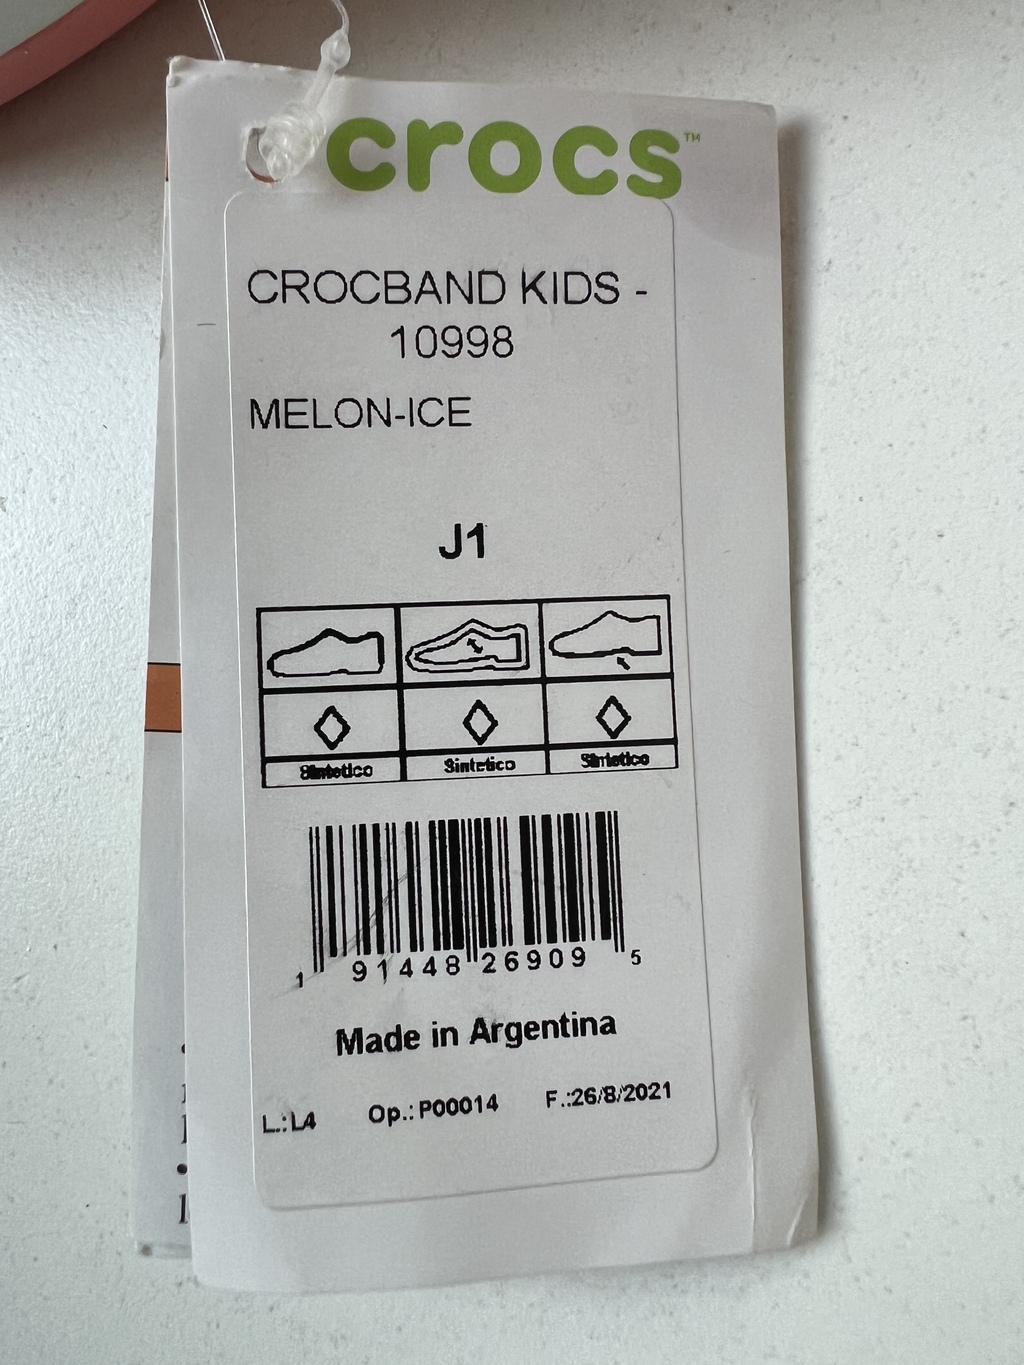 crocs™
CROCBAND KIDS -
10998
MELON-ICE
J1
Sintetico Sintetico Sintetico
1 91448 26909 5
Made in Argentina
L.: L4 Op.: P00014 F.:26/8/2021